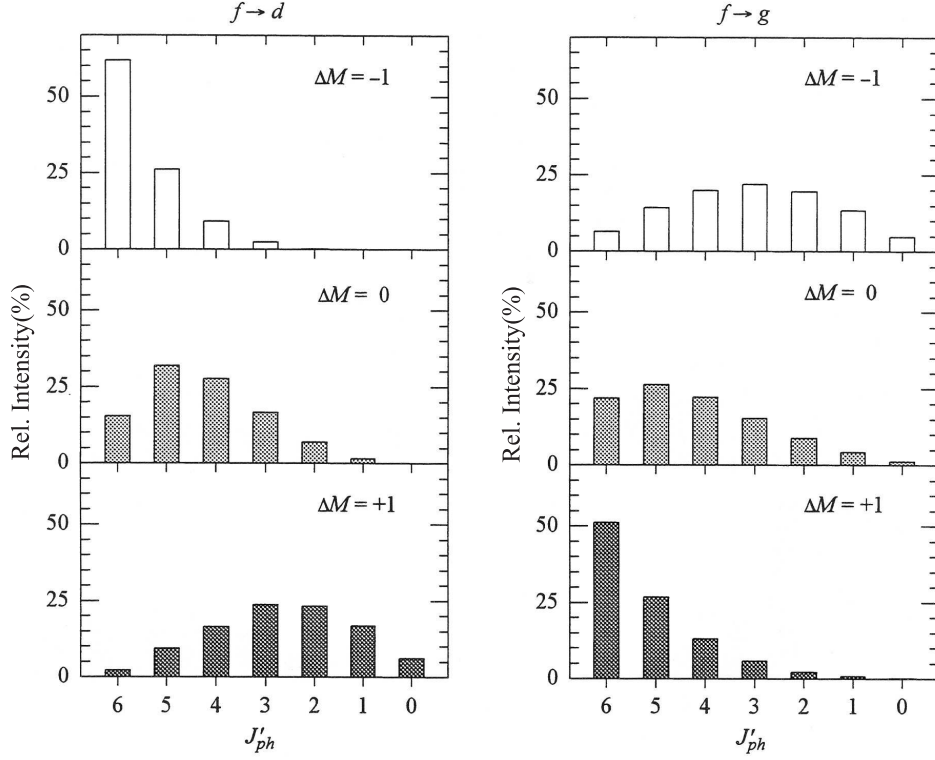 f → d
ΔM = –1
50
25
0
ΔM = 0
50
25
0
ΔM = +1
50
25
0
6 5 4 3 2 1 0
J′ph
Rel. Intensity(%)
f → g
ΔM = –1
50
25
0
ΔM = 0
50
25
0
ΔM = +1
50
25
0
6 5 4 3 2 1 0
J′ph
Rel. Intensity(%)